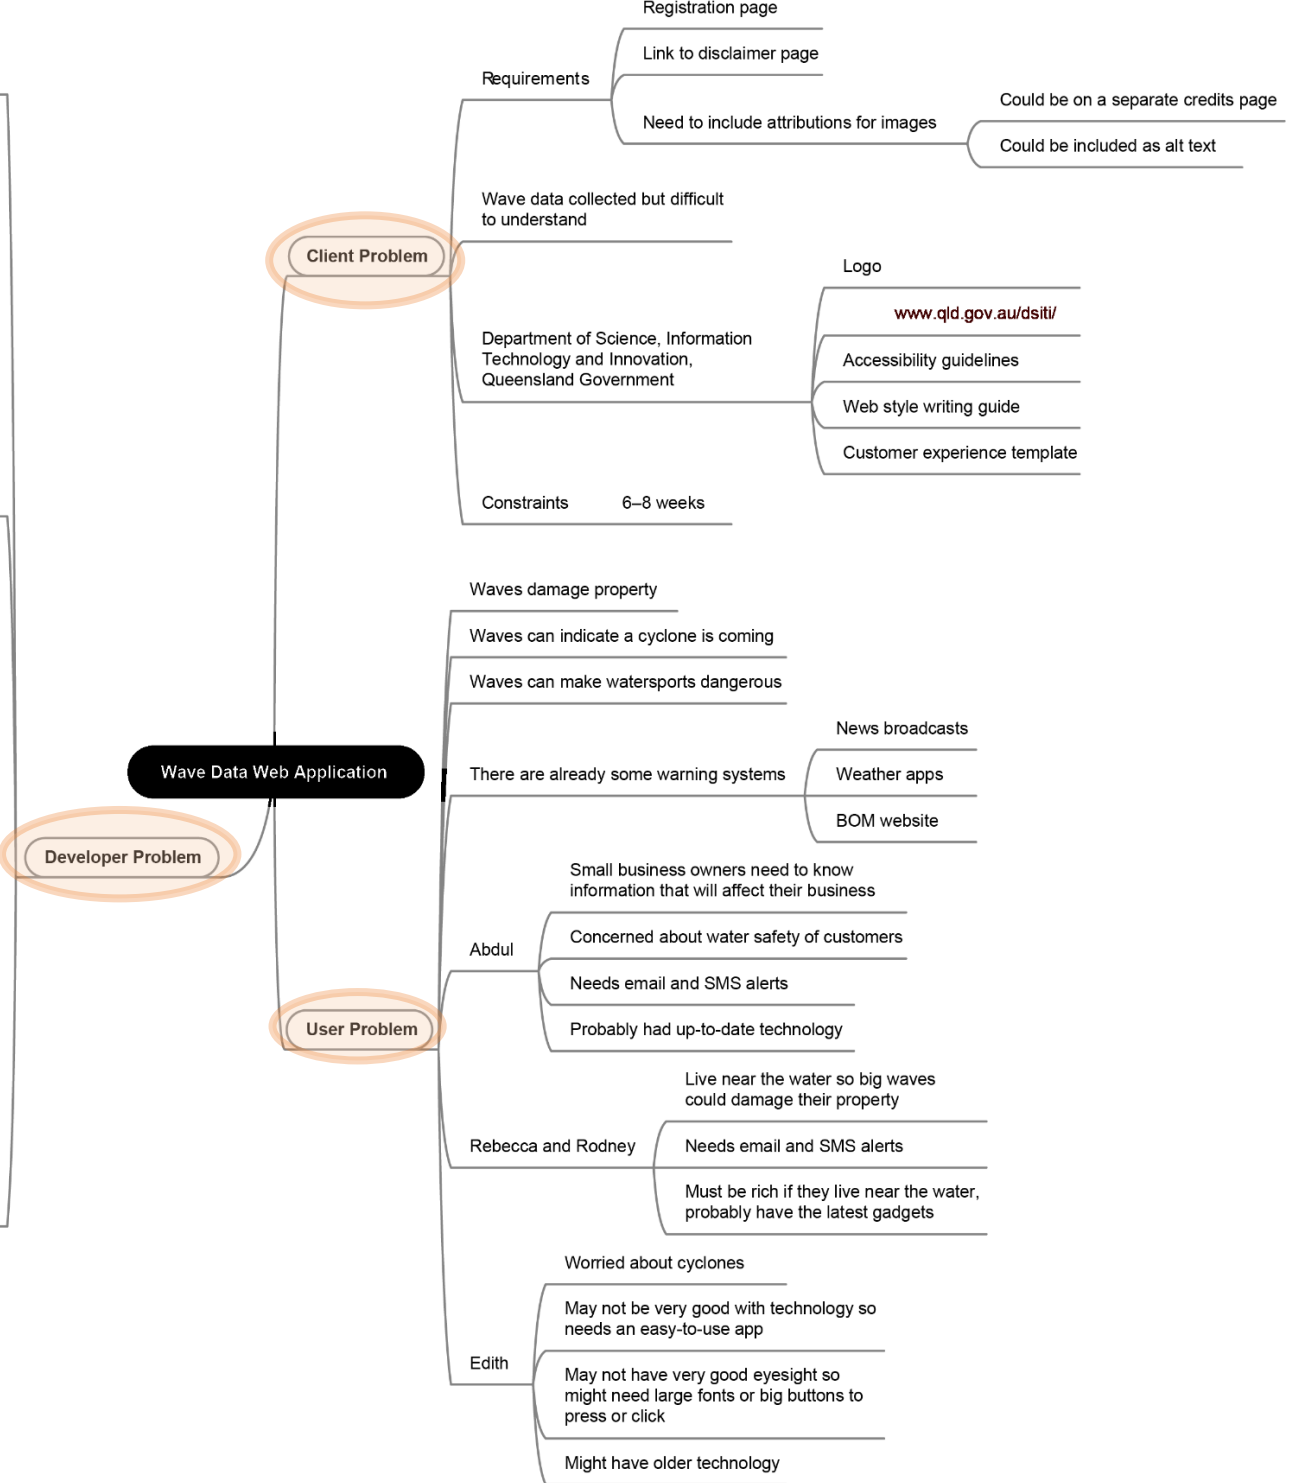 Registration page
Link to disclaimer page
Requirements
Need to include attributions for images
Could be on a separate credits page
Could be included as alt text
Wave data collected but difficult
to understand
Client Problem
Logo
www.qld.gov.au/dsiti/
Department of Science, Information
Technology and Innovation,
Queensland Government
Accessibility guidelines
Web style writing guide
Customer experience template
Constraints 6–8 weeks
Waves damage property
Waves can indicate a cyclone is coming
Waves can make watersports dangerous
Wave Data Web Application
There are already some warning systems
News broadcasts
Weather apps
BOM website
Developer Problem
Small business owners need to know
information that will affect their business
Abdul
Concerned about water safety of customers
Needs email and SMS alerts
Probably had up-to-date technology
User Problem
Live near the water so big waves
could damage their property
Rebecca and Rodney
Needs email and SMS alerts
Must be rich if they live near the water,
probably have the latest gadgets
Worried about cyclones
May not be very good with technology so
needs an easy-to-use app
Edith
May not have very good eyesight so
might need large fonts or big buttons to
press or click
Might have older technology